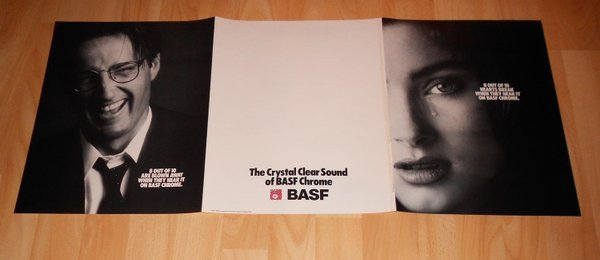 8 OUT OF 10
ARE BLOWN AWAY
WHEN THEY HEAR IT
ON BASF CHROME.
The Crystal Clear Sound
of BASF Chrome
BASF
8 OUT OF 10
HEARTS BREAK
WHEN THEY HEAR IT
ON BASF CHROME.